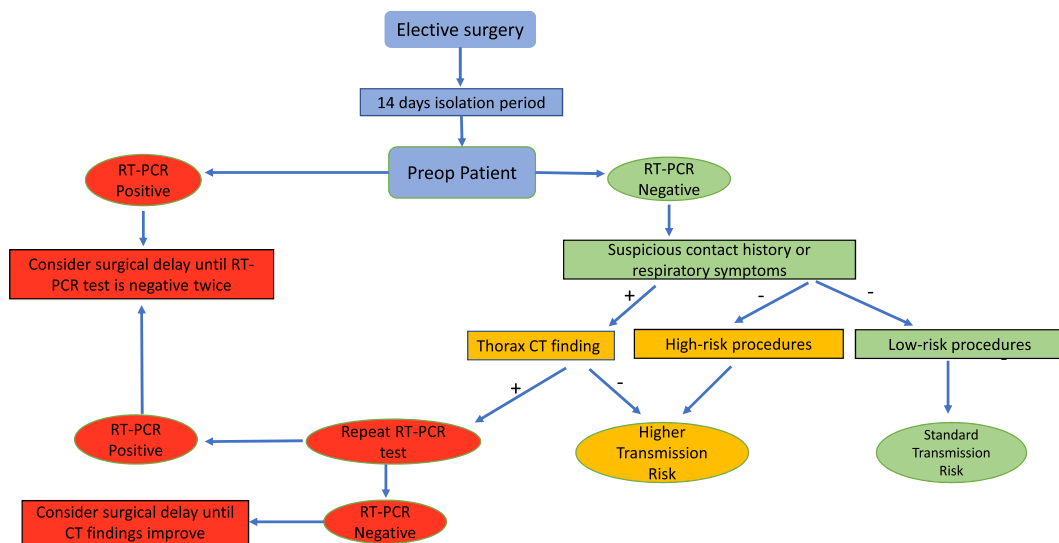 Elective surgery
14 days isolation period
Preop Patient
RT-PCR
Positive
RT-PCR
Negative
Consider surgical delay until RT-
PCR test is negative twice
Suspicious contact history or
respiratory symptoms
+
-
-
Thorax CT finding
High-risk procedures
Low-risk procedures
+
-
RT-PCR
Positive
Repeat RT-PCR
test
Higher
Transmission
Risk
Standard
Transmission
Risk
Consider surgical delay until
CT findings improve
RT-PCR
Negative